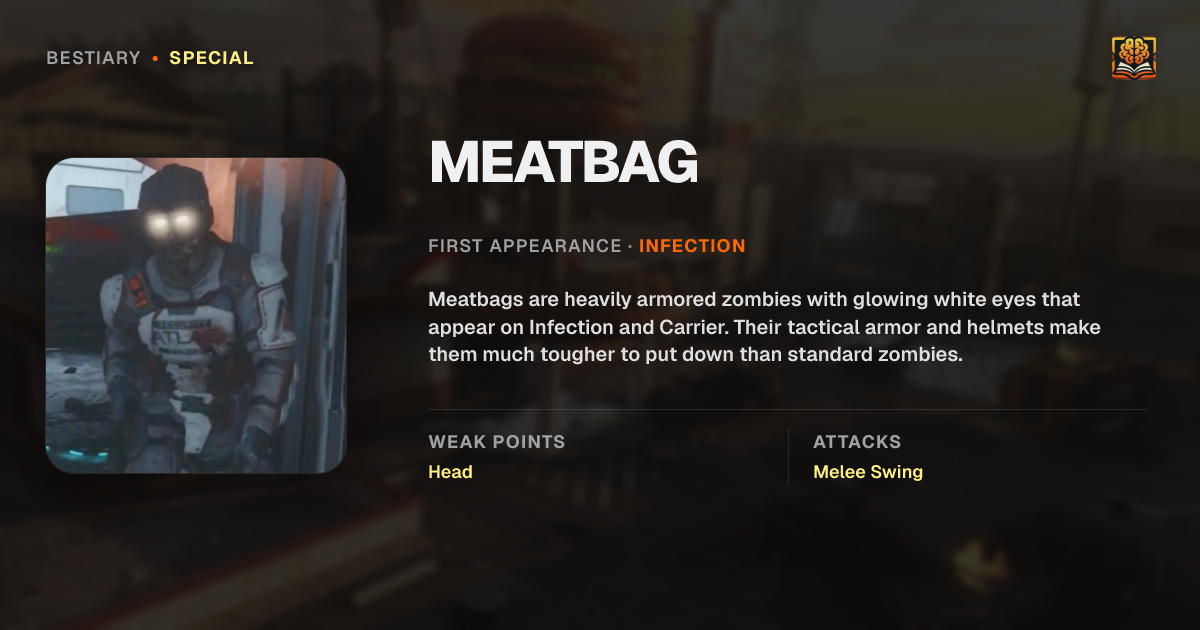 BESTIARY • SPECIAL
MEATBAG
FIRST APPEARANCE · INFECTION
Meatbags are heavily armored zombies with glowing white eyes that
appear on Infection and Carrier. Their tactical armor and helmets make
them much tougher to put down than standard zombies.
WEAK POINTS
Head
ATTACKS
Melee Swing
SECURITY
ATLAS